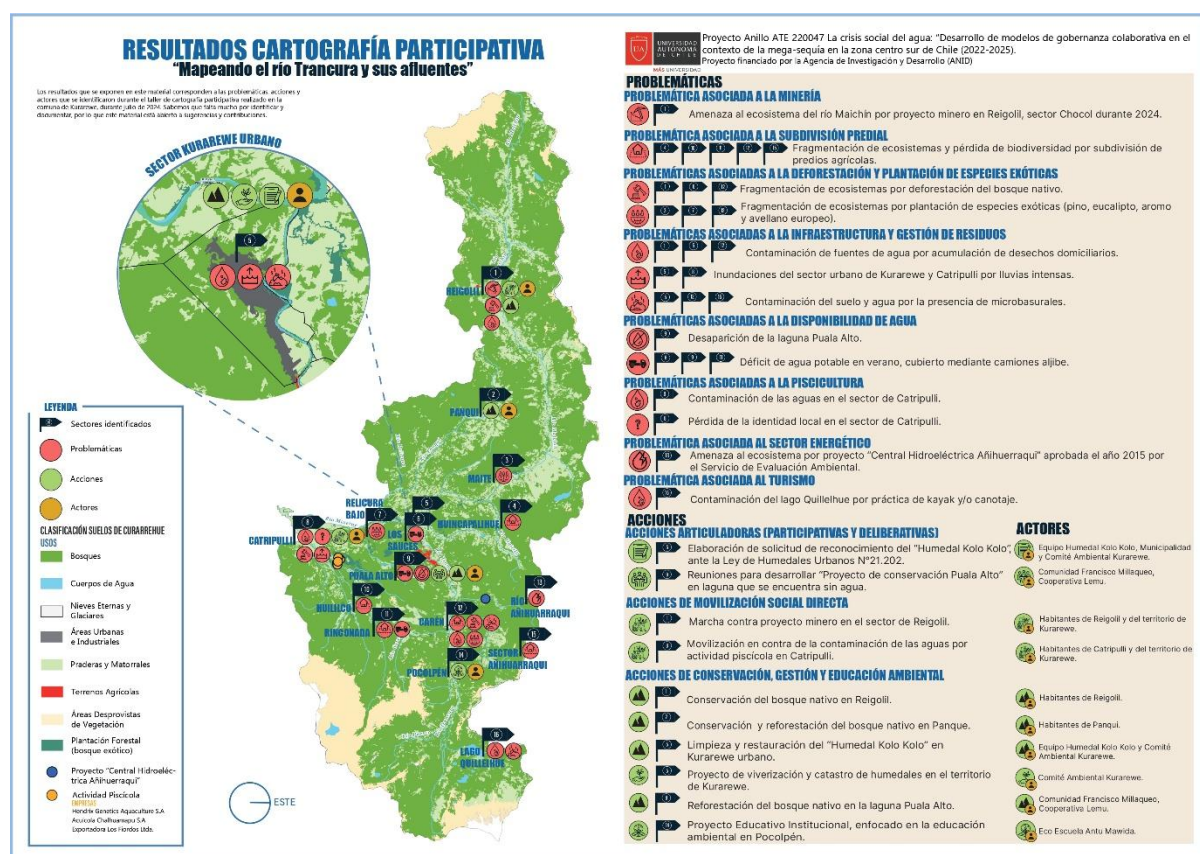 RESULTADOS CARTOGRAFÍA PARTICIPATIVA
"Mapeando el río Trancura y sus afluentes"
Los resultados que se exponen en este material corresponden a las problemáticas, acciones y
actores que se identificaron durante el taller de cartografía participativa realizado en la
comuna de Kurarewe, durante julio de 2024. Sabemos que falta mucho por identificar y
documentar, por lo que este material está abierto a sugerencias y contribuciones.
SECTOR KURAREWE URBANO
REIGOLIL
PANQUI
MAITE
RELICURA
BAJO
HUINCAPALIHUE
CATRIPULLI
LOS
SAUCES
PUALA ALTO
HUILILCO
RINCONADA
CARÉN
RÍO
AÑIHUARRAQUI
SECTOR
AÑIHUARRAQUI
POCOLPÉN
LAGO
QUILLEIHUE
ESTE
LEYENDA
Sectores identificados
Problemáticas
Acciones
Actores
CLASIFICACIÓN SUELOS DE CURARREHUE
USOS
Bosques
Cuerpos de Agua
Nieves Eternas y
Glaciares
Áreas Urbanas
e Industriales
Praderas y Matorrales
Terrenos Agrícolas
Áreas Desprovistas
de Vegetación
Plantación Forestal
(bosque exótico)
Proyecto "Central Hidroeléc-
trica Añihuerraqui"
Actividad Piscícola
EMPRESAS
Hendrix Genetics Aquaculture S.A
Acuícola Chalhuamapu S.A
Exportadora Los Fiordos Ltda.
UA
UNIVERSIDAD
AUTÓNOMA
DE CHILE
MÁS UNIVERSIDAD
Proyecto Anillo ATE 220047 La crisis social del agua: "Desarrollo de modelos de gobernanza colaborativa en el
contexto de la mega-sequía en la zona centro sur de Chile (2022-2025).
Proyecto financiado por la Agencia de Investigación y Desarrollo (ANID)
PROBLEMÁTICAS
PROBLEMÁTICA ASOCIADA A LA MINERÍA
Amenaza al ecosistema del río Maichín por proyecto minero en Reigolil, sector Chocol durante 2024.
PROBLEMÁTICA ASOCIADA A LA SUBDIVISIÓN PREDIAL
Fragmentación de ecosistemas y pérdida de biodiversidad por subdivisión de
predios agrícolas.
PROBLEMÁTICAS ASOCIADAS A LA DEFORESTACIÓN Y PLANTACIÓN DE ESPECIES EXÓTICAS
Fragmentación de ecosistemas por deforestación del bosque nativo.
Fragmentación de ecosistemas por plantación de especies exóticas (pino, eucalipto, aromo
y avellano europeo).
PROBLEMÁTICAS ASOCIADAS A LA INFRAESTRUCTURA Y GESTIÓN DE RESIDUOS
Contaminación de fuentes de agua por acumulación de desechos domiciliarios.
Inundaciones del sector urbano de Kurarewe y Catripulli por lluvias intensas.
Contaminación del suelo y agua por la presencia de microbasurales.
PROBLEMÁTICAS ASOCIADAS A LA DISPONIBILIDAD DE AGUA
Desaparición de la laguna Puala Alto.
Déficit de agua potable en verano, cubierto mediante camiones aljibe.
PROBLEMÁTICAS ASOCIADAS A LA PISCICULTURA
Contaminación de las aguas en el sector de Catripulli.
Pérdida de la identidad local en el sector de Catripulli.
PROBLEMÁTICA ASOCIADA AL SECTOR ENERGÉTICO
Amenaza al ecosistema por proyecto "Central Hidroeléctrica Añihuerraqui" aprobada el año 2015 por
el Servicio de Evaluación Ambiental.
PROBLEMÁTICA ASOCIADA AL TURISMO
Contaminación del lago Quillelhue por práctica de kayak y/o canotaje.
ACCIONES
ACTORES
ACCIONES ARTICULADORAS (PARTICIPATIVAS Y DELIBERATIVAS)
Elaboración de solicitud de reconocimiento del "Humedal Kolo Kolo",
ante la Ley de Humedales Urbanos N°21.202.
Equipo Humedal Kolo Kolo, Municipalidad
y Comité Ambiental Kurarewe.
Reuniones para desarrollar "Proyecto de conservación Puala Alto"
en laguna que se encuentra sin agua.
Comunidad Francisco Millaqueo,
Cooperativa Lemu.
ACCIONES DE MOVILIZACIÓN SOCIAL DIRECTA
Marcha contra proyecto minero en el sector de Reigolil.
Habitantes de Reigolil y del territorio de
Kurarewe.
Movilización en contra de la contaminación de las aguas por
actividad piscícola en Catripulli.
Habitantes de Catripulli y del territorio de
Kurarewe.
ACCIONES DE CONSERVACIÓN, GESTIÓN Y EDUCACIÓN AMBIENTAL
Conservación del bosque nativo en Reigolil.
Habitantes de Reigolil.
Conservación y reforestación del bosque nativo en Panque.
Habitantes de Panqui.
Limpieza y restauración del "Humedal Kolo Kolo" en
Kurarewe urbano.
Equipo Humedal Kolo Kolo y Comité
Ambiental Kurarewe.
Proyecto de viverización y catastro de humedales en el territorio
de Kurarewe.
Comité Ambiental Kurarewe.
Reforestación del bosque nativo en la laguna Puala Alto.
Comunidad Francisco Millaqueo,
Cooperativa Lemu.
Proyecto Educativo Institucional, enfocado en la educación
ambiental en Pocolpén.
Eco Escuela Antu Mawida.